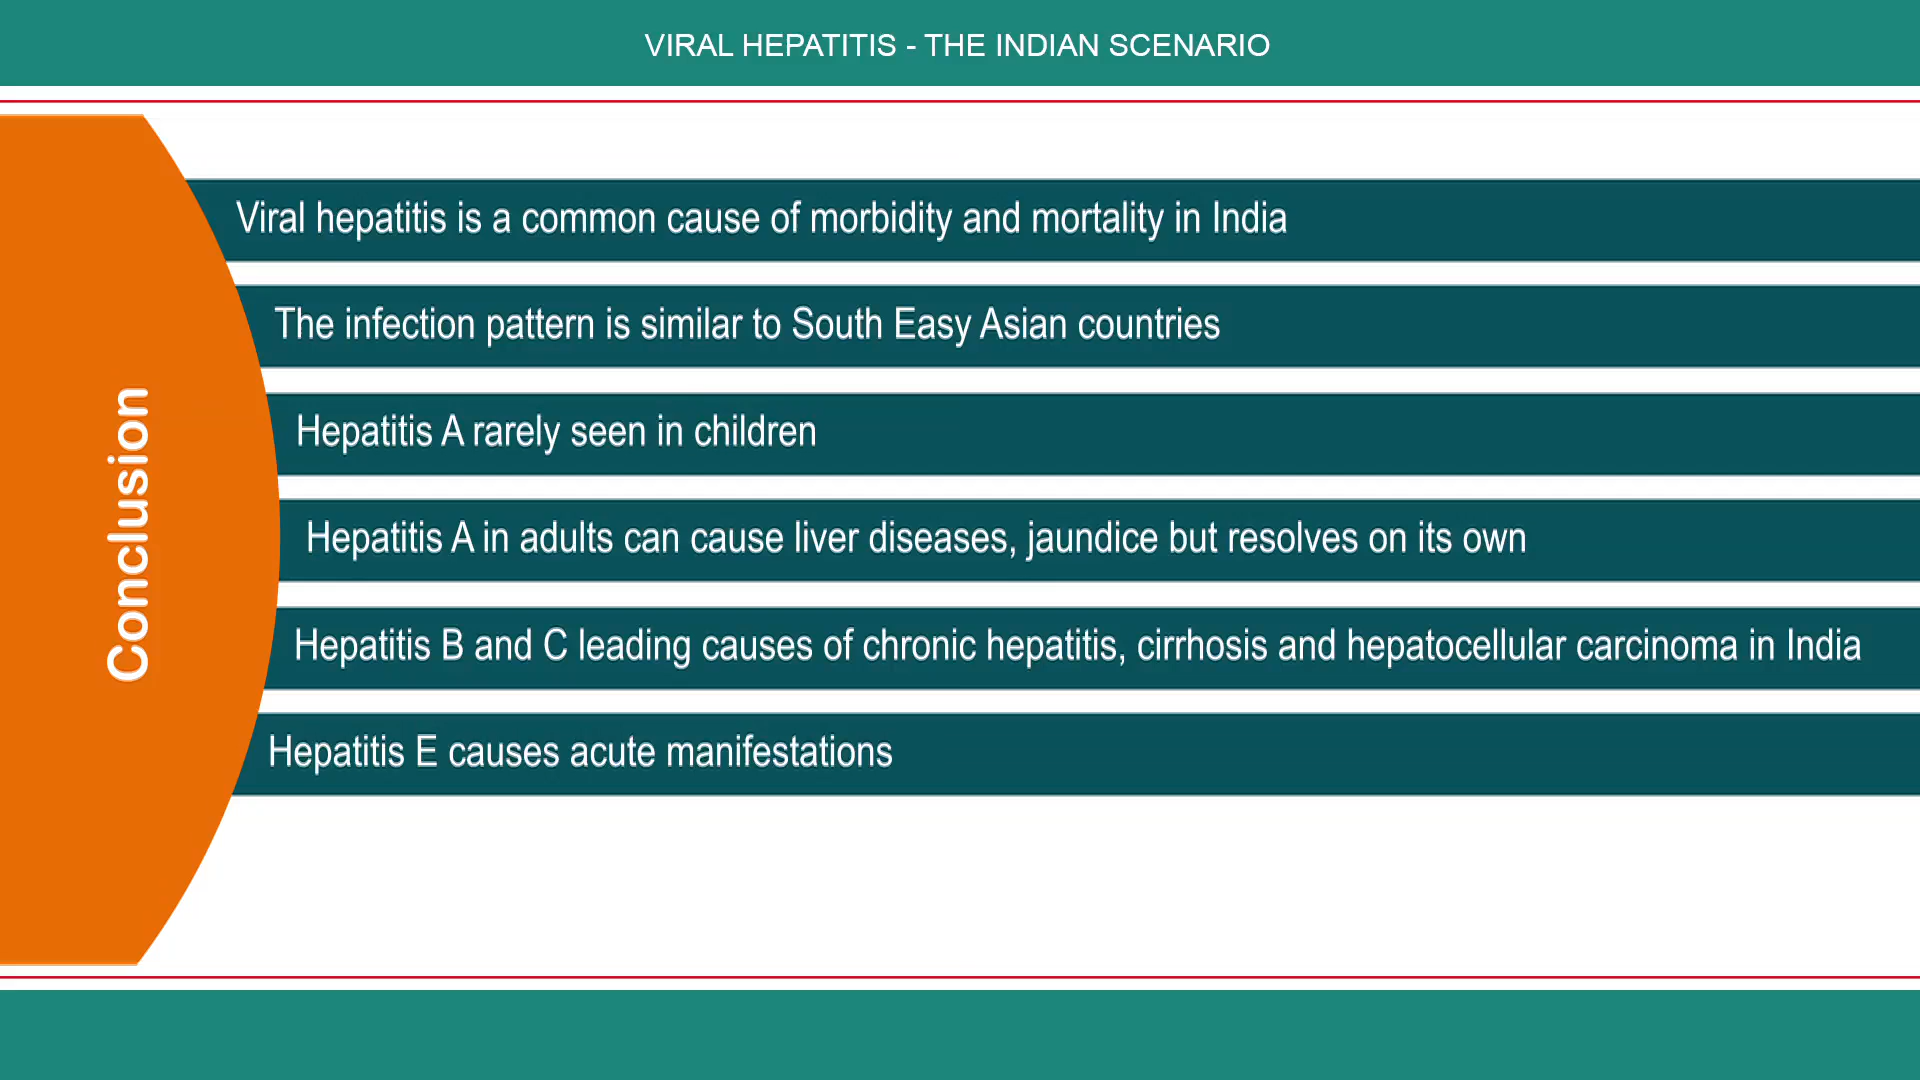 VIRAL HEPATITIS - THE INDIAN SCENARIO
Conclusion
Viral hepatitis is a common cause of morbidity and mortality in India
The infection pattern is similar to South Easy Asian countries
Hepatitis A rarely seen in children
Hepatitis A in adults can cause liver diseases, jaundice but resolves on its own
Hepatitis B and C leading causes of chronic hepatitis, cirrhosis and hepatocellular carcinoma in India
Hepatitis E causes acute manifestations